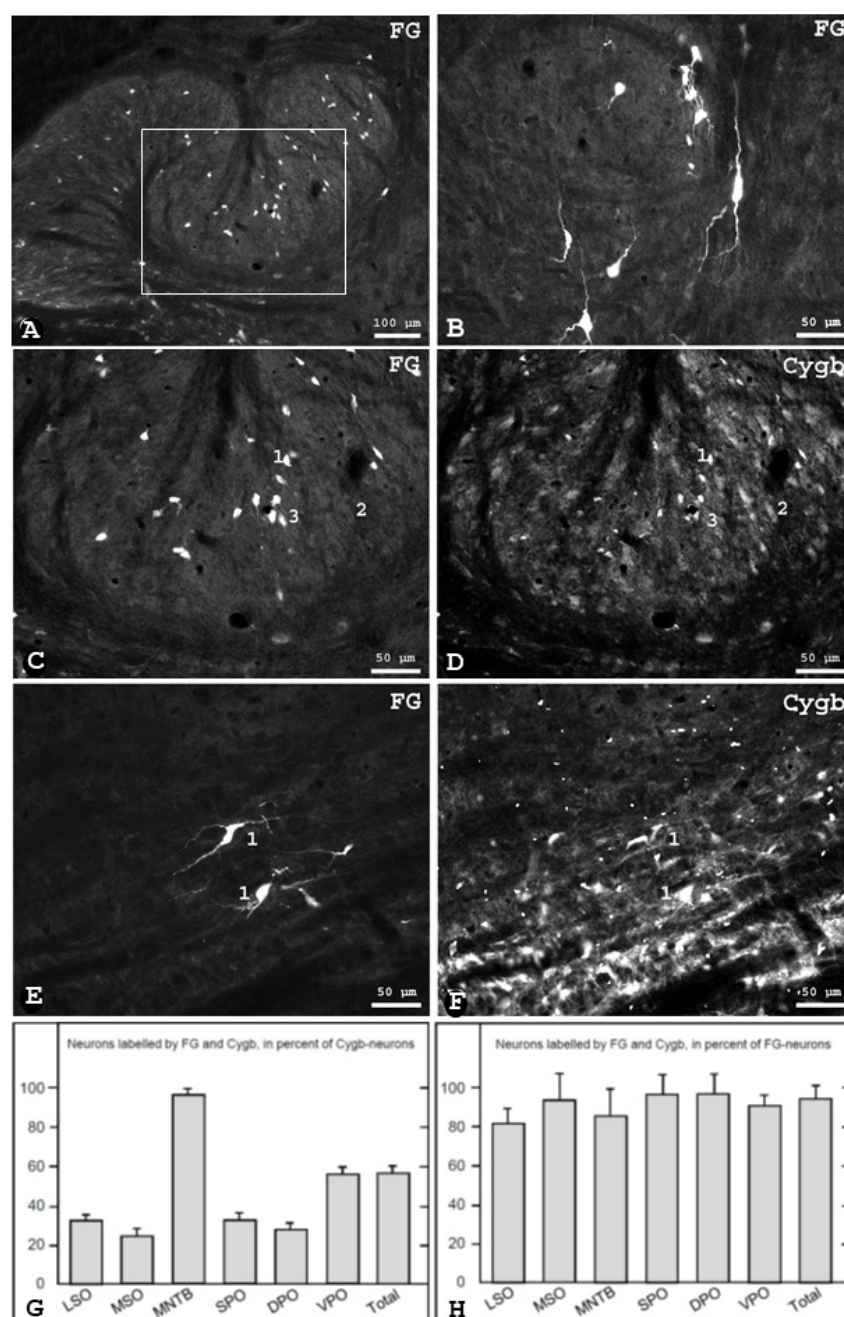 FG
A
100 µm
FG
B
50 µm
FG
1
3
2
C
50 µm
Cygb
1
3
2
D
50 µm
FG
1
1
E
50 µm
Cygb
1
1
F
50 µm
Neurons labelled by FG and Cygb, in percent of Cygb-neurons
100
80
60
40
20
0
LSO
MSO
MNTB
SPO
DPO
VPO
Total
G
Neurons labelled by FG and Cygb, in percent of FG-neurons
100
80
60
40
20
0
LSO
MSO
MNTB
SPO
DPO
VPO
Total
H